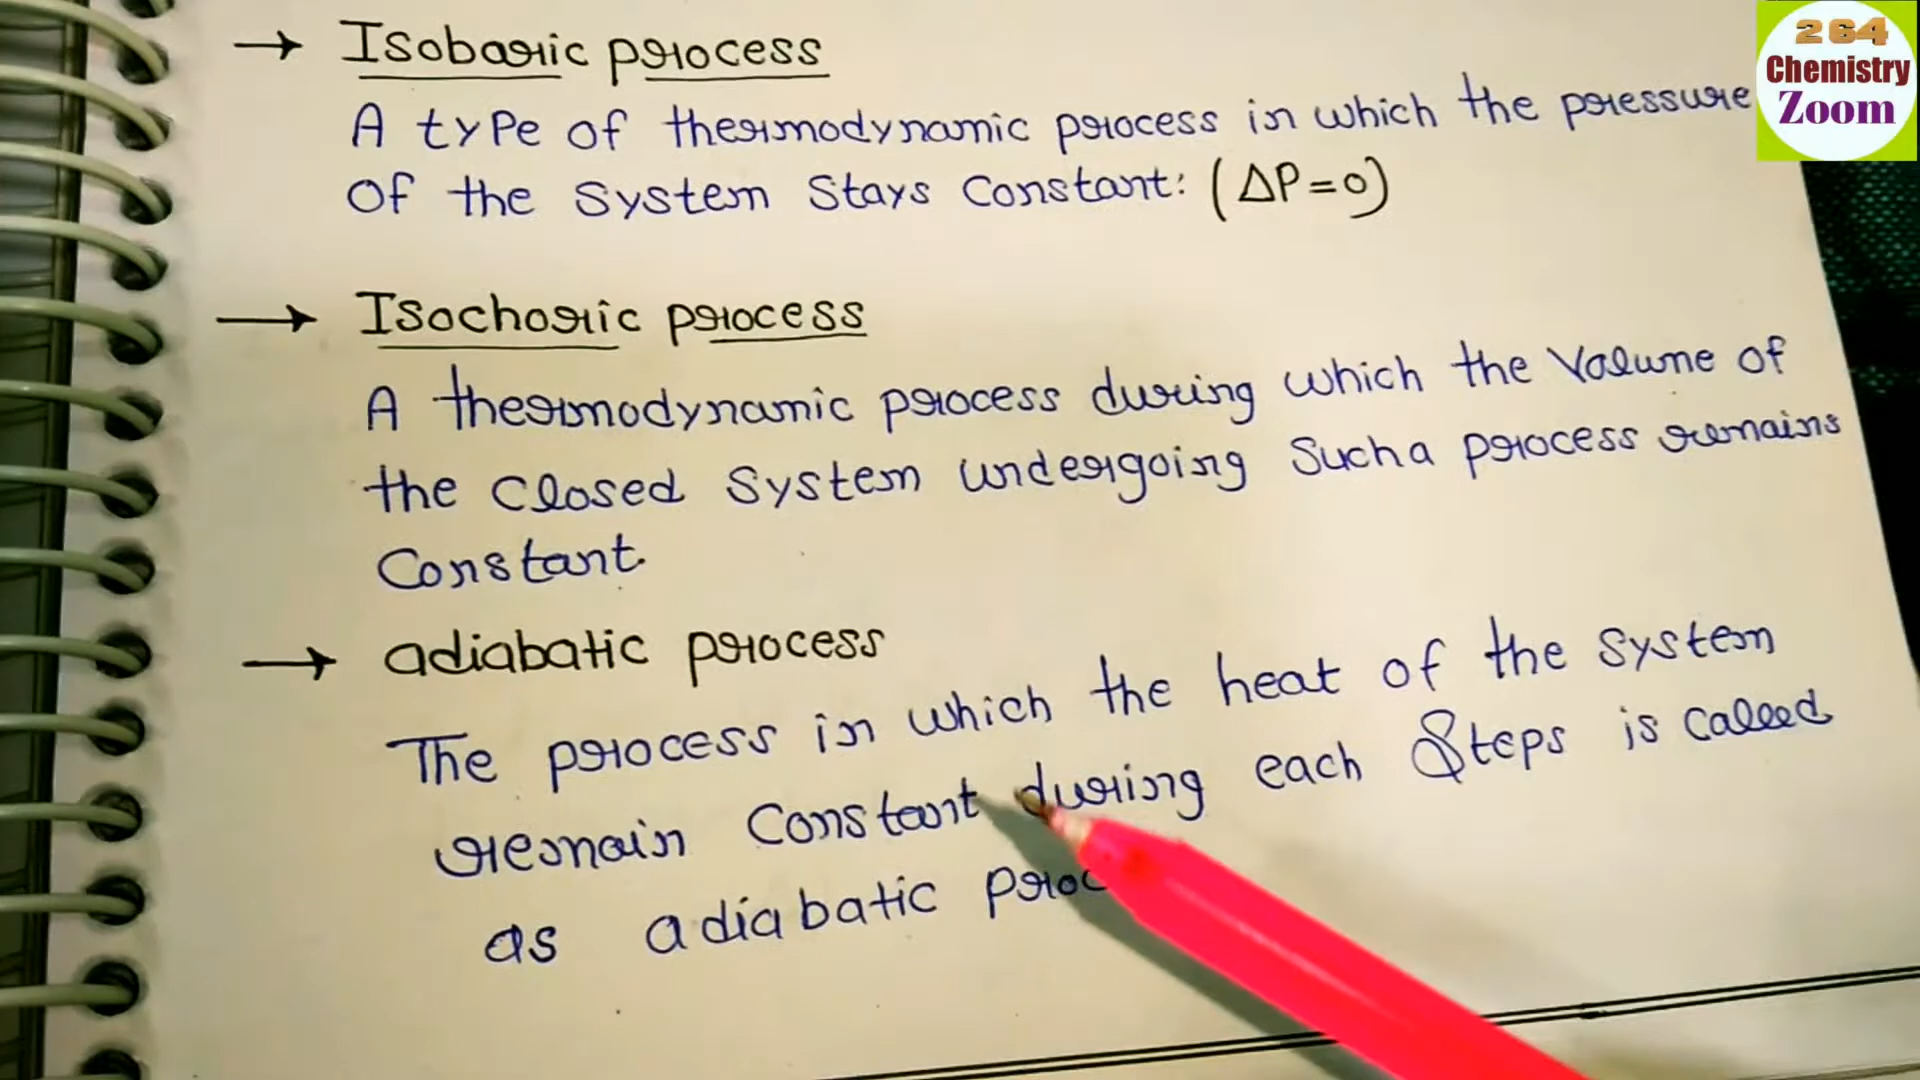 264
Chemistry
Zoom
→ Isobaric process
A type of thermodynamic process in which the pressure
of the system stays constant: (ΔP=0)
→ Isochoric process
A thermodynamic process during which the Valume of
the closed system undergoing such a process remains
constant.
→ adiabatic process
The process in which the heat of the system
remain constant during each steps is called
as adiabatic proc